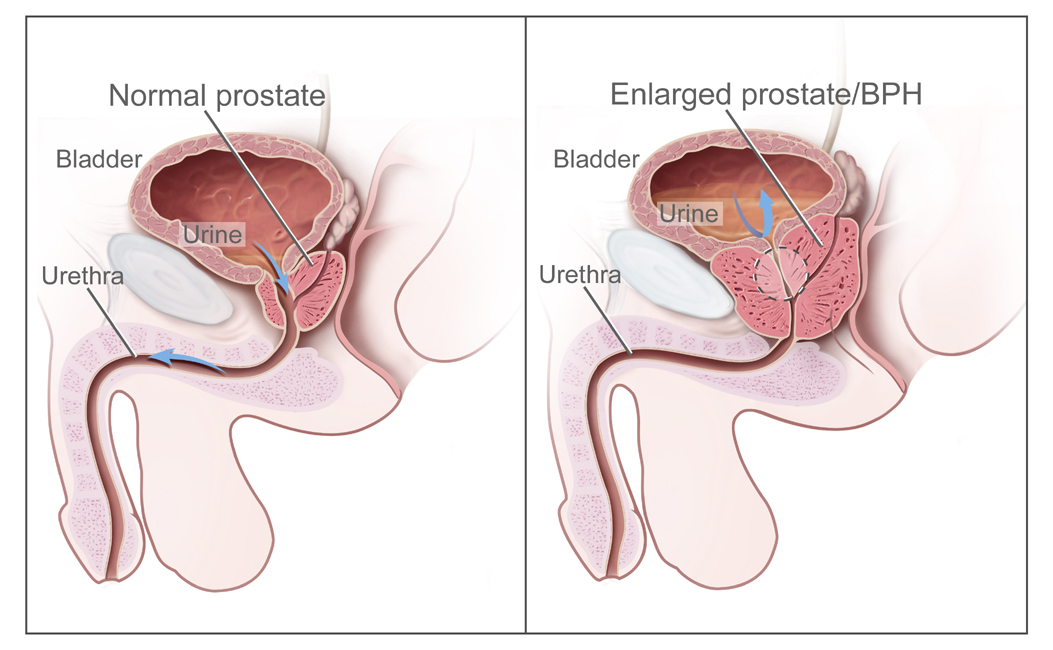 Normal prostate
Bladder
Urine
Urethra
Enlarged prostate/BPH
Bladder
Urine
Urethra